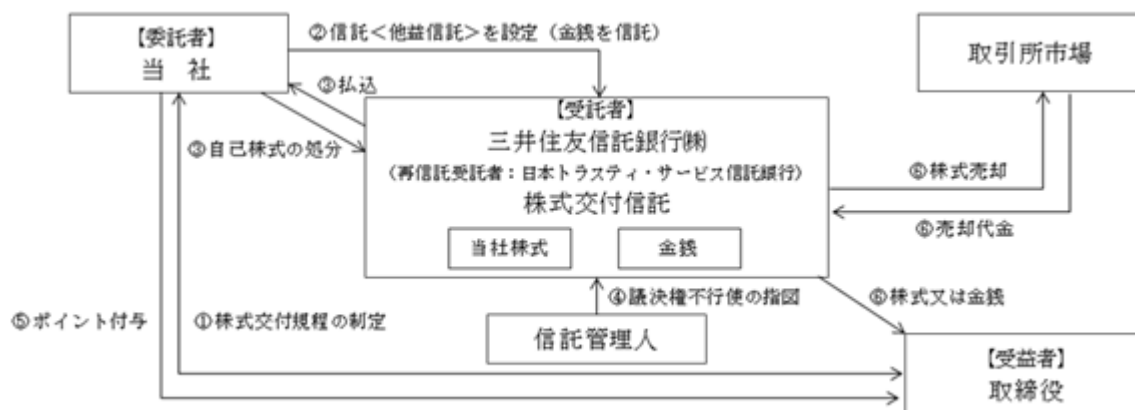 【委託者】
当 社
②信託<他益信託>を設定（金銭を信託）
取引所市場
③払込
③自己株式の処分
【受託者】
三井住友信託銀行㈱
（再信託受託者：日本トラスティ・サービス信託銀行）
株式交付信託
当社株式
金銭
⑥株式売却
⑥売却代金
④議決権不行使の指図
⑥株式又は金銭
⑤ポイント付与
①株式交付規程の制定
信託管理人
【受益者】
取締役